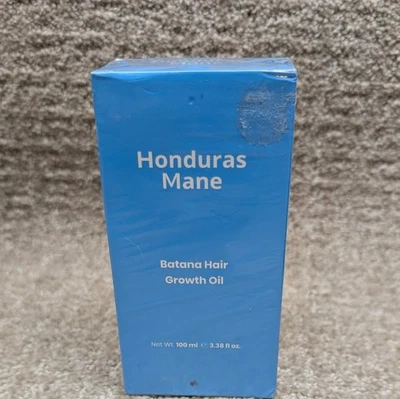 Honduras
Mane
Batana Hair
Growth Oil
Net Wt. 100 ml ℮ 3.38 fl oz.